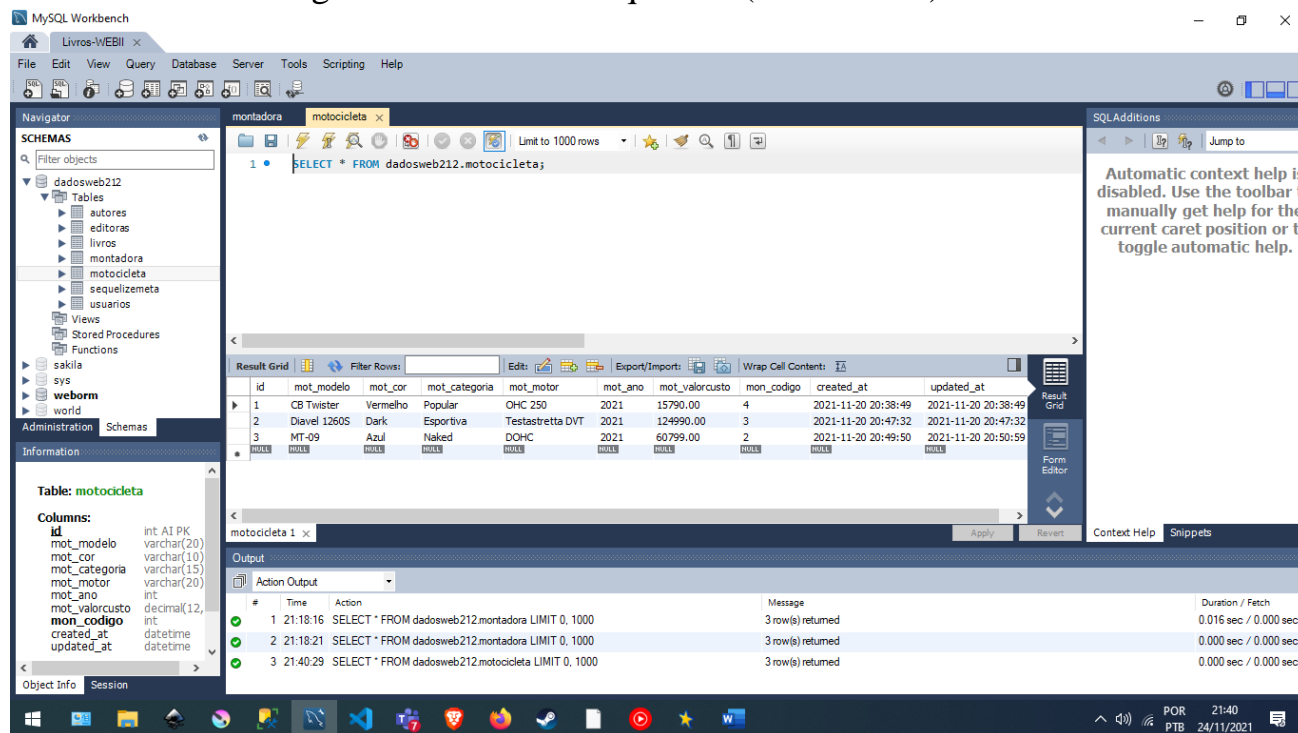 MySQL Workbench
Livros-WEBII
File Edit View Query Database Server Tools Scripting Help
Navigator
SCHEMAS
Filter objects
dadosweb212
Tables
autores
editoras
livros
montadora
motocicleta
sequelizemeta
usuarios
Views
Stored Procedures
Functions
sakila
sys
weborm
world
Administration Schemas
Information
Table: motocicleta
Columns:
id int AI PK
mot_modelo varchar(20)
mot_cor varchar(10)
mot_categoria varchar(15)
mot_motor varchar(20)
mot_ano int
mot_valorcusto decimal(12,
mon_codigo int
created_at datetime
updated_at datetime
Object Info Session
montadora motocicleta
Limit to 1000 rows
1 SELECT * FROM dadosweb212.motocicleta;
Result Grid Filter Rows: Edit: Export/Import: Wrap Cell Content:
id mot_modelo mot_cor mot_categoria mot_motor mot_ano mot_valorcusto mon_codigo created_at updated_at
1 CB Twister Vermelho Popular OHC 250 2021 15790.00 4 2021-11-20 20:38:49 2021-11-20 20:38:49
2 Diavel 1260S Dark Esportiva Testastretta DVT 2021 124990.00 3 2021-11-20 20:47:32 2021-11-20 20:47:32
3 MT-09 Azul Naked DOHC 2021 60799.00 2 2021-11-20 20:49:50 2021-11-20 20:50:59
NULL NULL NULL NULL NULL NULL NULL NULL NULL NULL
Result Grid
Form Editor
motocicleta 1 Apply Revert
Output
Action Output
# Time Action Message Duration / Fetch
1 21:18:16 SELECT * FROM dadosweb212.montadora LIMIT 0, 1000 3 row(s) returned 0.016 sec / 0.000 sec
2 21:18:21 SELECT * FROM dadosweb212.montadora LIMIT 0, 1000 3 row(s) returned 0.000 sec / 0.000 sec
3 21:40:29 SELECT * FROM dadosweb212.motocicleta LIMIT 0, 1000 3 row(s) returned 0.000 sec / 0.000 sec
SQLAdditions
Jump to
Automatic context help is
disabled. Use the toolbar
manually get help for the
current caret position or
toggle automatic help.
Context Help Snippets
POR 21:40
PTB 24/11/2021